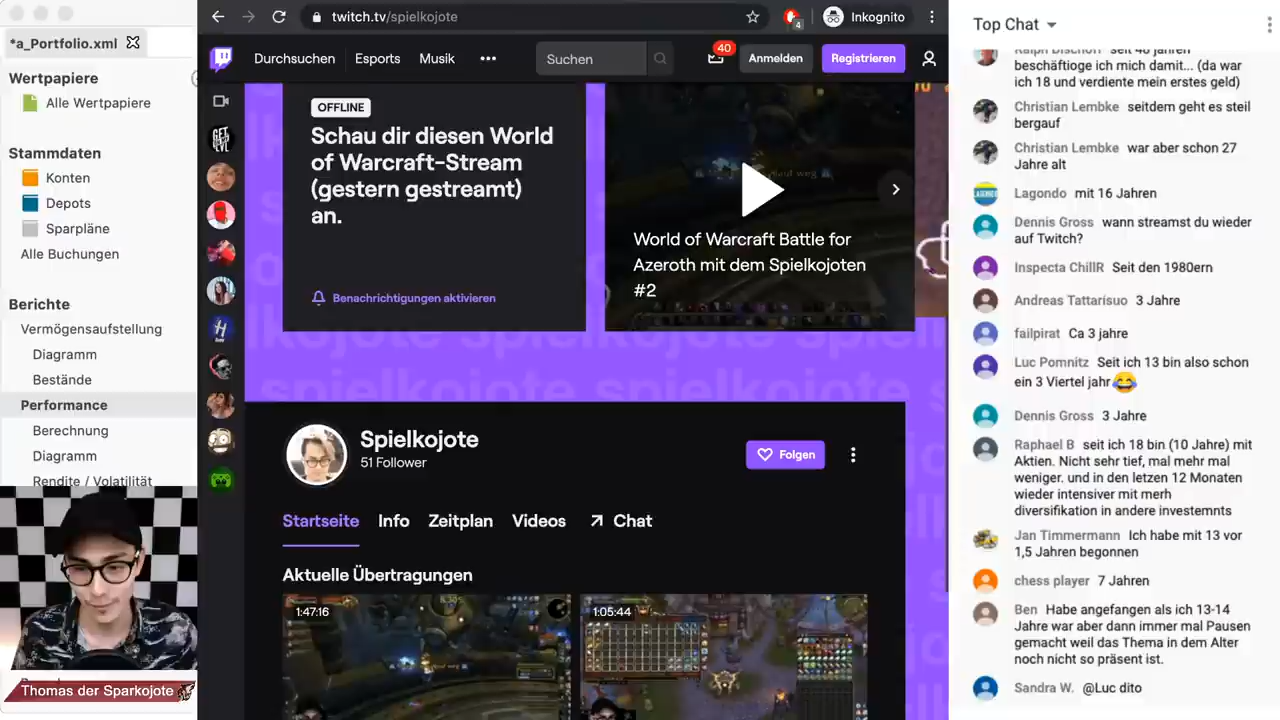 *a_Portfolio.xml
Wertpapiere
Alle Wertpapiere
Stammdaten
Konten
Depots
Sparpläne
Alle Buchungen
Berichte
Vermögensaufstellung
Diagramm
Bestände
Performance
Berechnung
Diagramm
Rendite / Volatilität
Thomas der Sparkojote
twitch.tv/spielkojote
4
Inkognito
Durchsuchen
Esports
Musik
Suchen
40
Anmelden
Registrieren
OFFLINE
Schau dir diesen World
of Warcraft-Stream
(gestern gestreamt)
an.
Benachrichtigungen aktivieren
World of Warcraft Battle for
Azeroth mit dem Spielkojoten
#2
Spielkojote
51 Follower
Folgen
Startseite
Info
Zeitplan
Videos
Chat
Aktuelle Übertragungen
1:47:16
1:05:44
Top Chat
Ralph Bischoff seit 40 jahren
beschäftioge ich mich damit... (da war
ich 18 und verdiente mein erstes geld)
Christian Lembke seitdem geht es steil
bergauf
Christian Lembke war aber schon 27
Jahre alt
Lagondo mit 16 Jahren
Dennis Gross wann streamst du wieder
auf Twitch?
Inspecta ChillR Seit den 1980ern
Andreas Tattarisuo 3 Jahre
failpirat Ca 3 jahre
Luc Pomnitz Seit ich 13 bin also schon
ein 3 Viertel jahr😂
Dennis Gross 3 Jahre
Raphael B seit ich 18 bin (10 Jahre) mit
Aktien. Nicht sehr tief, mal mehr mal
weniger. und in den letzen 12 Monaten
wieder intensiver mit merh
diversifikation in andere investemnts
Jan Timmermann Ich habe mit 13 vor
1,5 Jahren begonnen
chess player 7 Jahren
Ben Habe angefangen als ich 13-14
Jahre war aber dann immer mal Pausen
gemacht weil das Thema in dem Alter
noch nicht so präsent ist.
Sandra W. @Luc dito